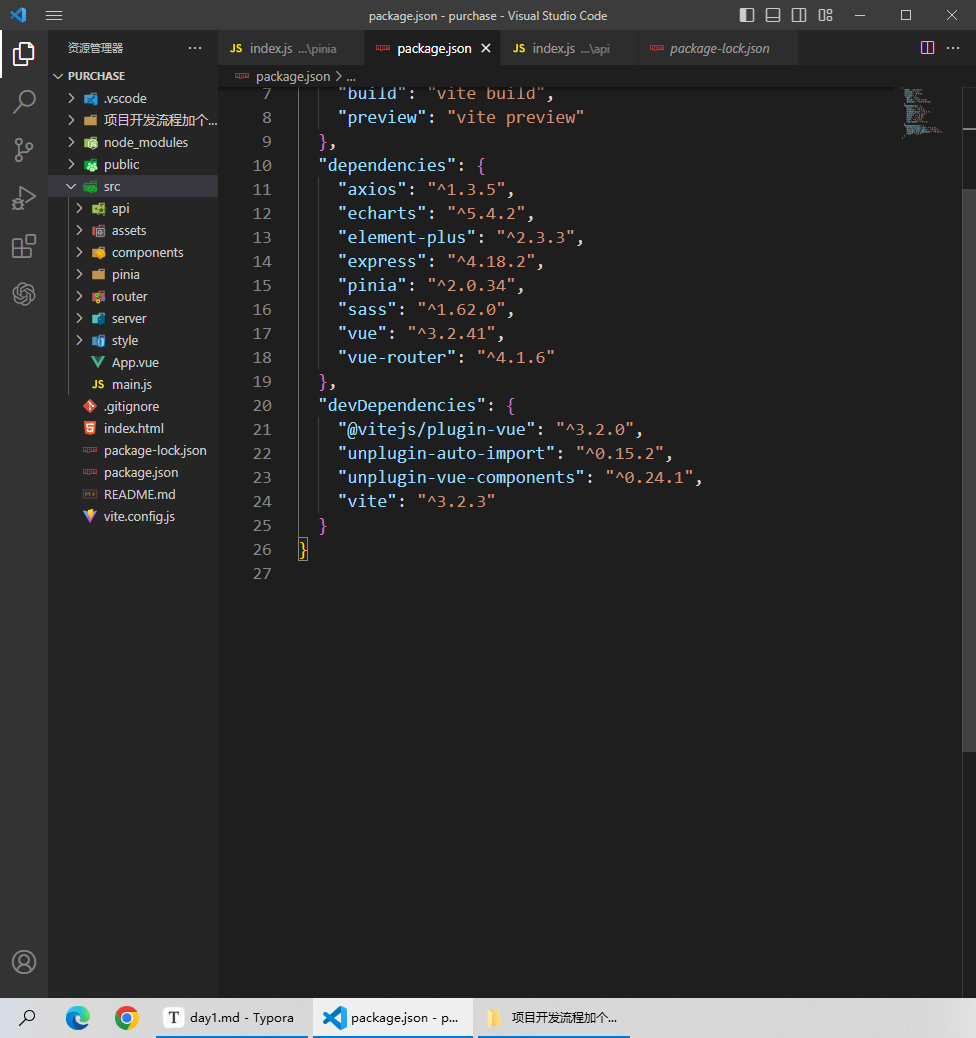 package.json - purchase - Visual Studio Code
资源管理器
JS index.js ...\pinia
package.json
JS index.js ...\api
package-lock.json
PURCHASE
package.json > ...
.vscode
项目开发流程加个...
node_modules
public
src
api
assets
components
pinia
router
server
style
App.vue
JS main.js
.gitignore
index.html
package-lock.json
package.json
README.md
vite.config.js
7 "build": "vite build",
8 "preview": "vite preview"
9 },
10 "dependencies": {
11 "axios": "^1.3.5",
12 "echarts": "^5.4.2",
13 "element-plus": "^2.3.3",
14 "express": "^4.18.2",
15 "pinia": "^2.0.34",
16 "sass": "^1.62.0",
17 "vue": "^3.2.41",
18 "vue-router": "^4.1.6"
19 },
20 "devDependencies": {
21 "@vitejs/plugin-vue": "^3.2.0",
22 "unplugin-auto-import": "^0.15.2",
23 "unplugin-vue-components": "^0.24.1",
24 "vite": "^3.2.3"
25 }
26 }
27
T day1.md - Typora
package.json - p...
项目开发流程加个...